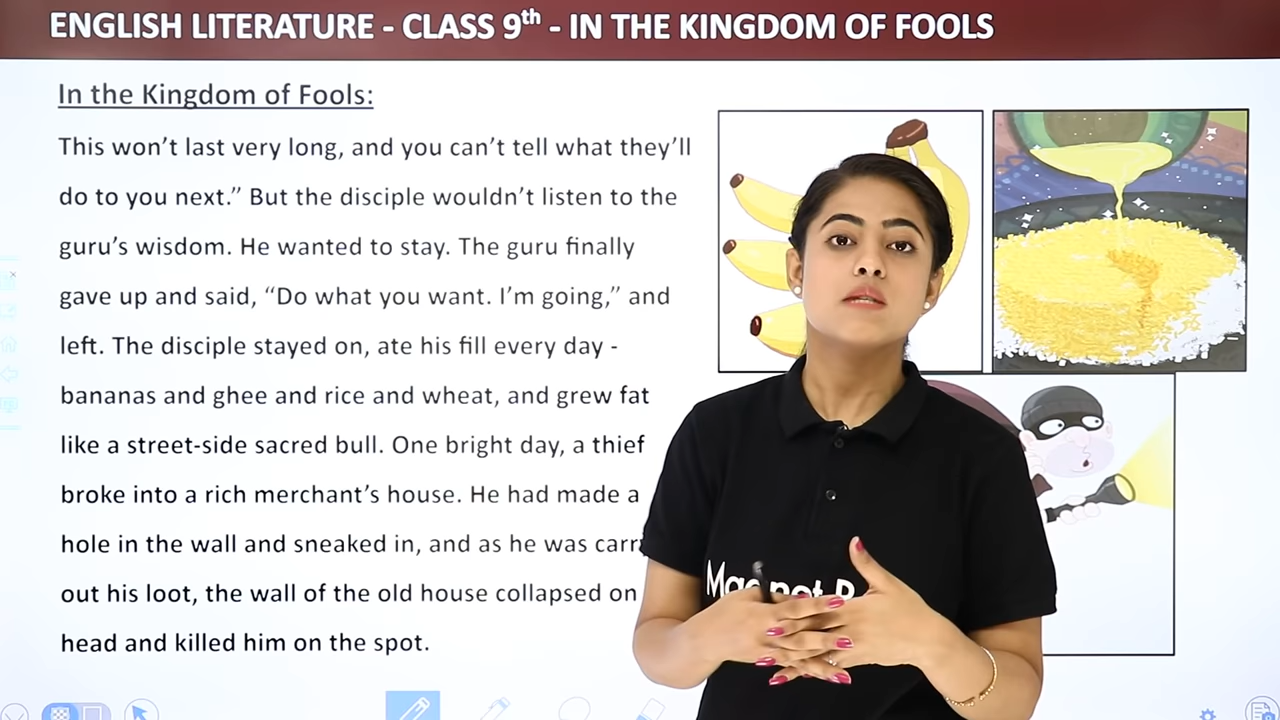 ENGLISH LITERATURE - CLASS 9th - IN THE KINGDOM OF FOOLS
In the Kingdom of Fools:
This won’t last very long, and you can’t tell what they’ll
do to you next.” But the disciple wouldn’t listen to the
guru’s wisdom. He wanted to stay. The guru finally
gave up and said, “Do what you want. I’m going,” and
left. The disciple stayed on, ate his fill every day -
bananas and ghee and rice and wheat, and grew fat
like a street-side sacred bull. One bright day, a thief
broke into a rich merchant’s house. He had made a
hole in the wall and sneaked in, and as he was
out his loot, the wall of the old house collapsed on
head and killed him on the spot.